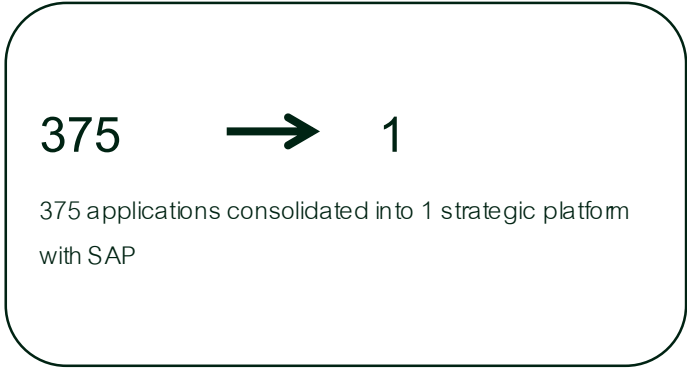 375 → 1
375 applications consolidated into 1 strategic platform
with SAP